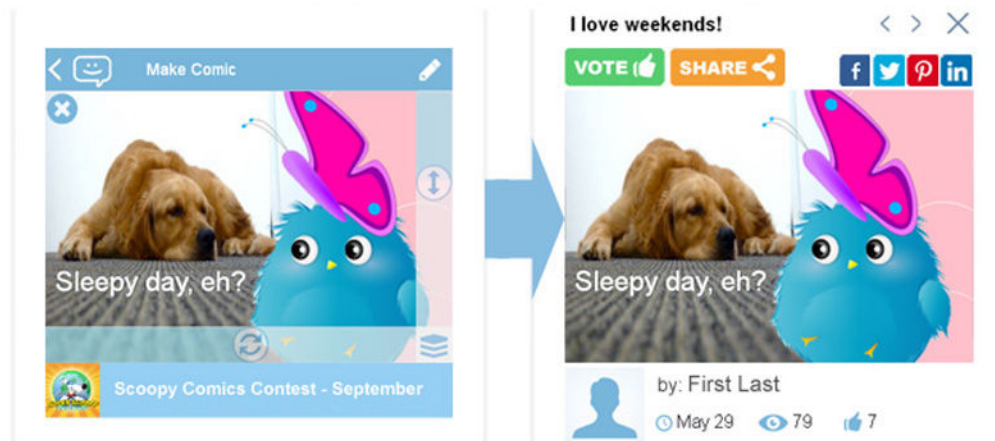 Make Comic
Sleepy day, eh?
Scoopy Comics Contest - September
I love weekends!
VOTE
SHARE
Sleepy day, eh?
by: First Last
May 29 79 7